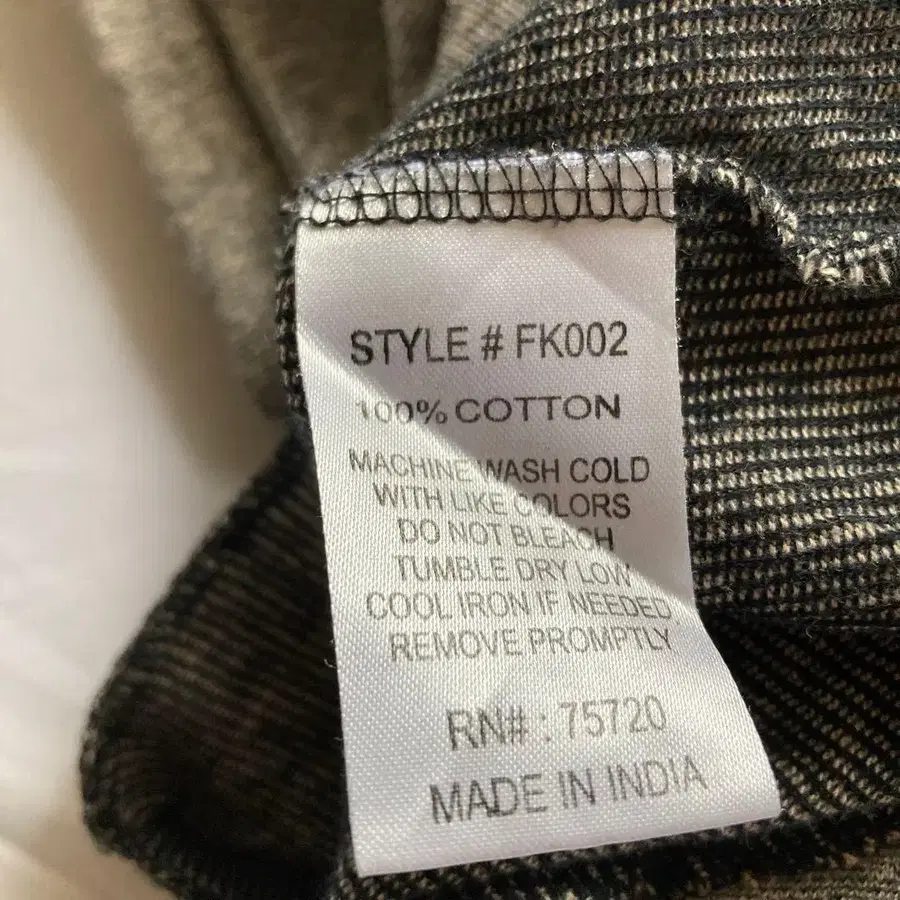 STYLE # FK002
100% COTTON
MACHINE WASH COLD
WITH LIKE COLORS
DO NOT BLEACH
TUMBLE DRY LOW
COOL IRON IF NEEDED
REMOVE PROMPTLY
RN# : 75720
MADE IN INDIA